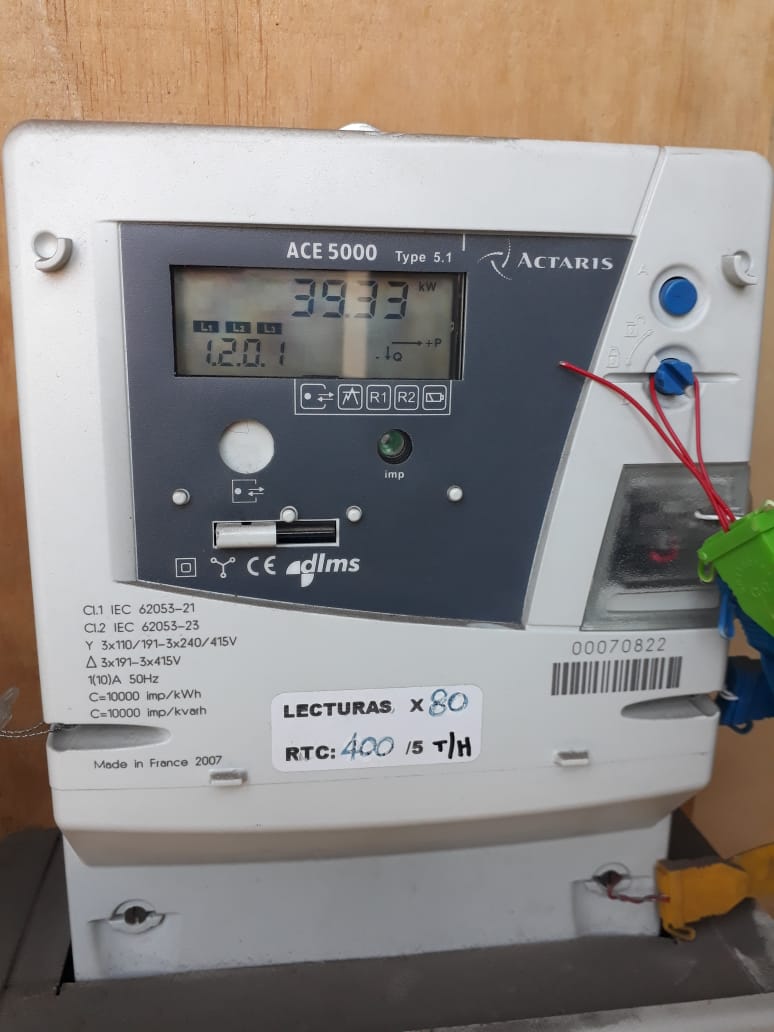 ACE 5000 Type 5.1
ACTARIS
39.33 kW
L1 L2 L3
1.2.0.1
+P
-Q
R1 R2
A
imp
CE dlms
Cl.1 IEC 62053-21
Cl.2 IEC 62053-23
Y 3x110/191-3x240/415V
Δ 3x191-3x415V
1(10)A 50Hz
C=10000 imp/kWh
C=10000 imp/kvarh
00070822
LECTURAS X 80
RTC: 400 /5 T/H
Made in France 2007